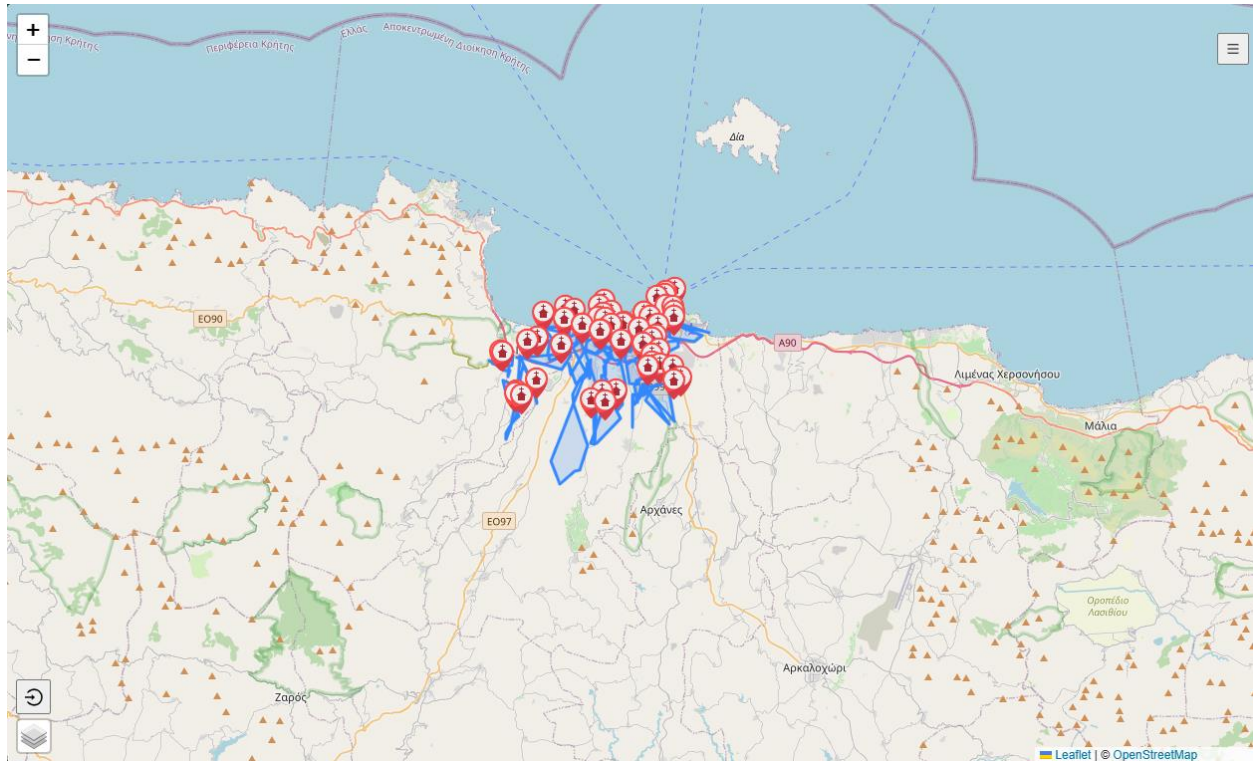 +
−
Περιφέρεια Κρήτης
Ελλάς
Αποκεντρωμένη Διοίκηση Κρήτης
Δία
ΕΟ90
A90
Λιμένας Χερσονήσου
Μάλια
Αρχάνες
ΕΟ97
Οροπέδιο
Λασιθίου
Αρκαλοχώρι
Ζαρός
Leaflet | © OpenStreetMap